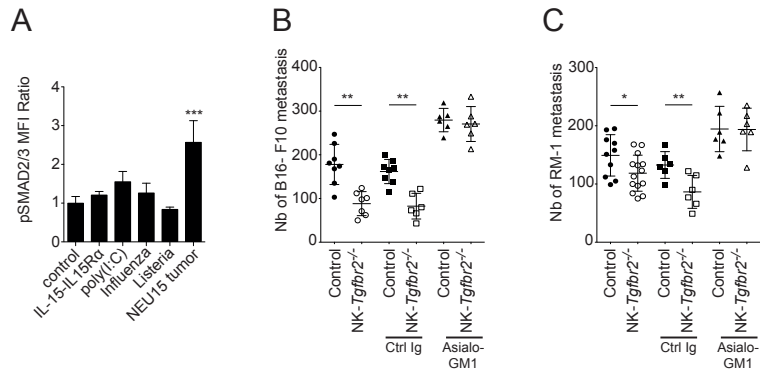 A
pSMAD2/3 MFI Ratio
4
3
2
1
0
***
control
IL-15-IL15Rα
poly(I:C)
Influenza
Listeria
NEU15 tumor
B
Nb of B16- F10 metastasis
400
300
200
100
0
**
**
Control
NK-Tgfbr2-/-
Control
NK-Tgfbr2-/-
Control
NK-Tgfbr2-/-
Ctrl Ig
Asialo-
GM1
C
Nb of RM-1 metastasis
300
200
100
0
*
**
Control
NK-Tgfbr2-/-
Control
NK-Tgfbr2-/-
Control
NK-Tgfbr2-/-
Ctrl Ig
Asialo-
GM1